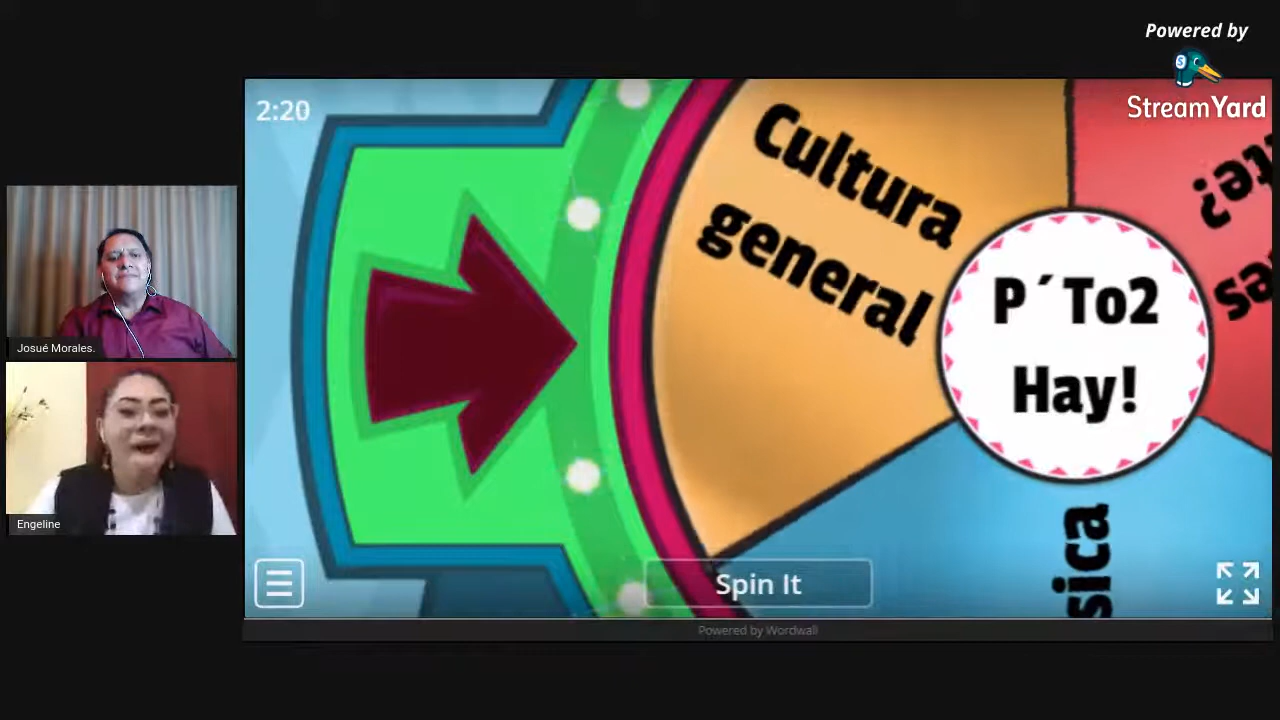 Powered by
StreamYard
2:20
Cultura
general
P´To2
Hay!
sica
Josué Morales.
Engeline
Spin It
Powered by Wordwall